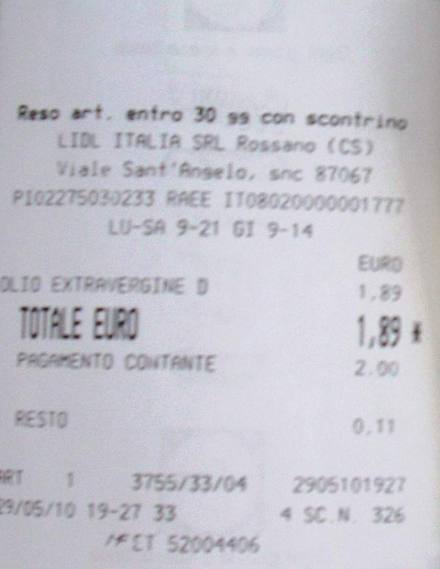 Reso art. entro 30 gg con scontrino
LIDL ITALIA SRL Rossano (CS)
Viale Sant'Angelo, snc 87067
PI02275030233 RAEE IT08020000001777
LU-SA 9-21 GI 9-14
EURO
OLIO EXTRAVERGINE D 1,89
TOTALE EURO 1,89 *
PAGAMENTO CONTANTE 2.00
RESTO 0,11
ART 1 3755/33/04 2905101927
29/05/10 19-27 33 4 SC.N. 326
ET 52004406